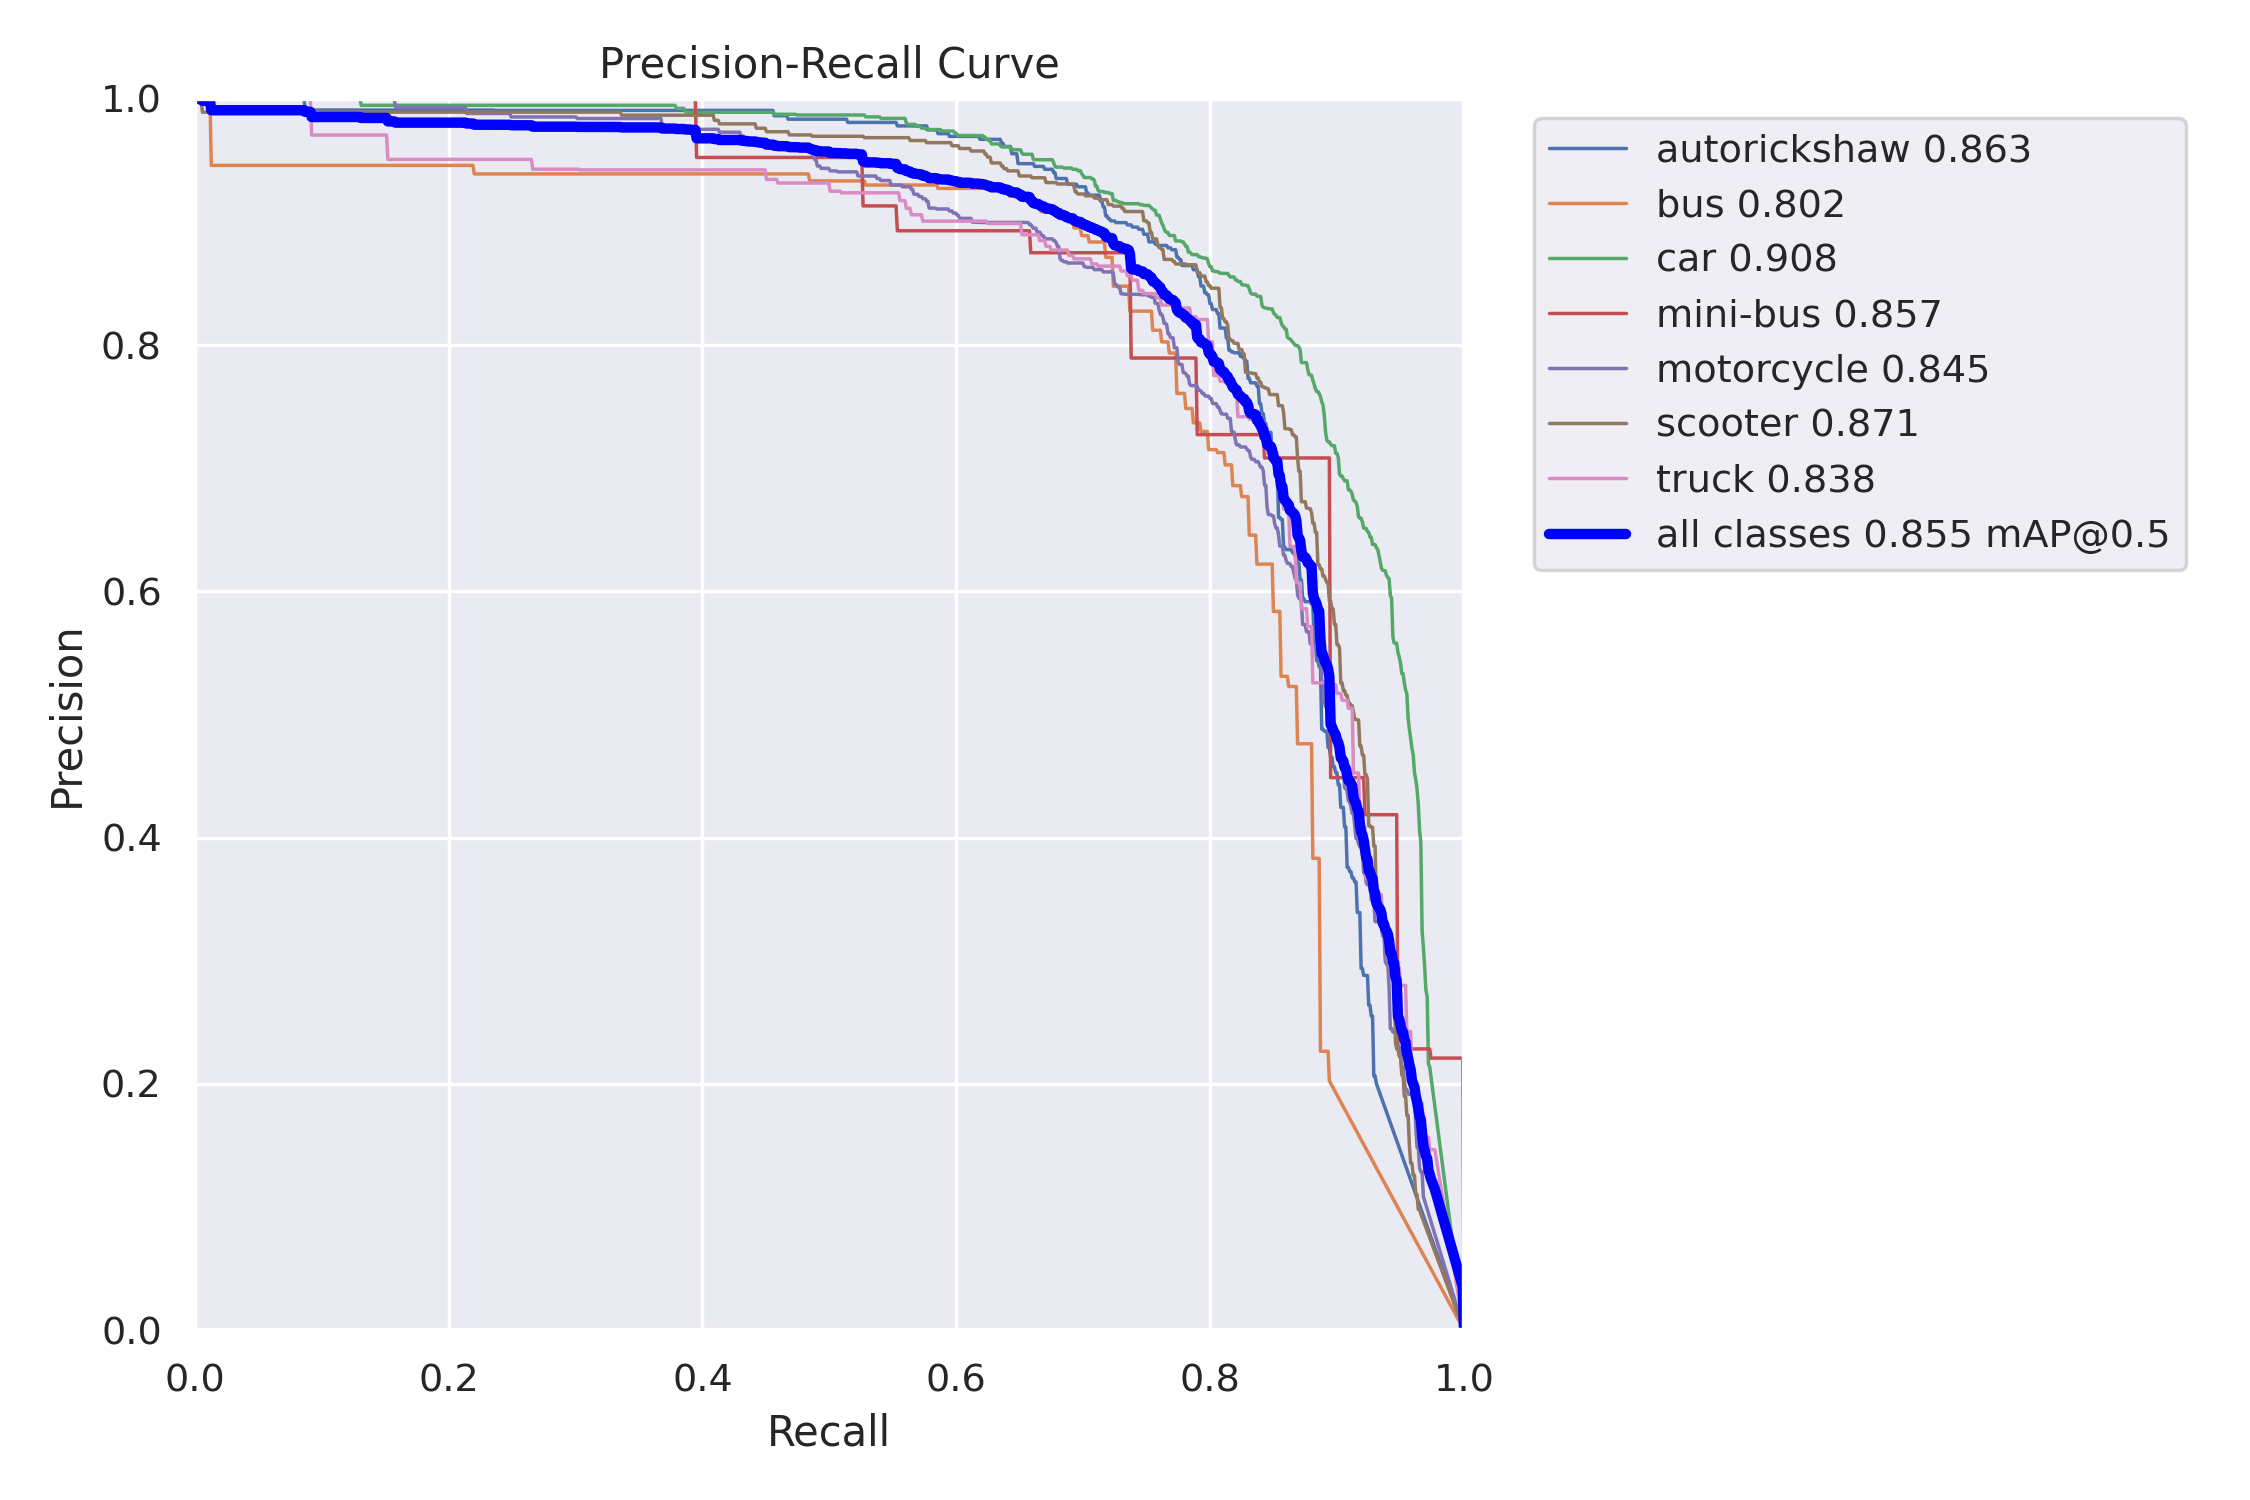 Precision-Recall Curve
1.0
0.8
0.6
0.4
0.2
0.0
Precision
0.0 0.2 0.4 0.6 0.8 1.0
Recall
autorickshaw 0.863
bus 0.802
car 0.908
mini-bus 0.857
motorcycle 0.845
scooter 0.871
truck 0.838
all classes 0.855 mAP@0.5